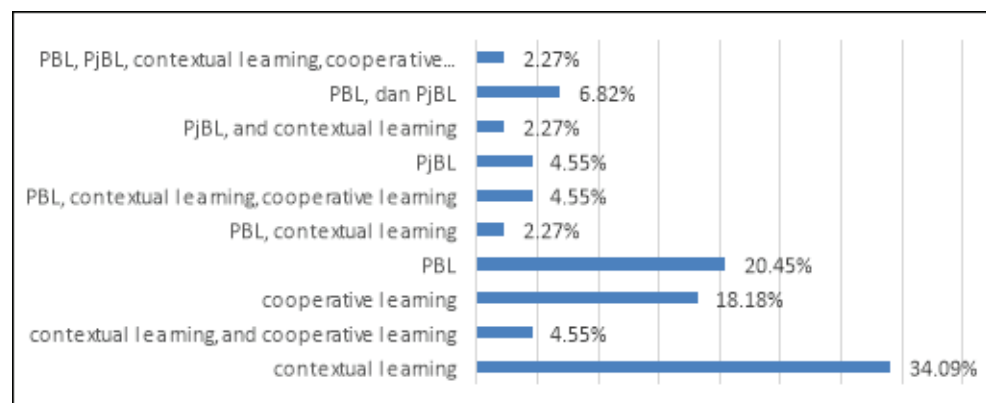 PBL, PjBL, contextual learning,cooperative... 2.27%
PBL, dan PjBL 6.82%
PjBL, and contextual learning 2.27%
PjBL 4.55%
PBL, contextual learning,cooperative learning 4.55%
PBL, contextual learning 2.27%
PBL 20.45%
cooperative learning 18.18%
contextual learning,and cooperative learning 4.55%
contextual learning 34.09%